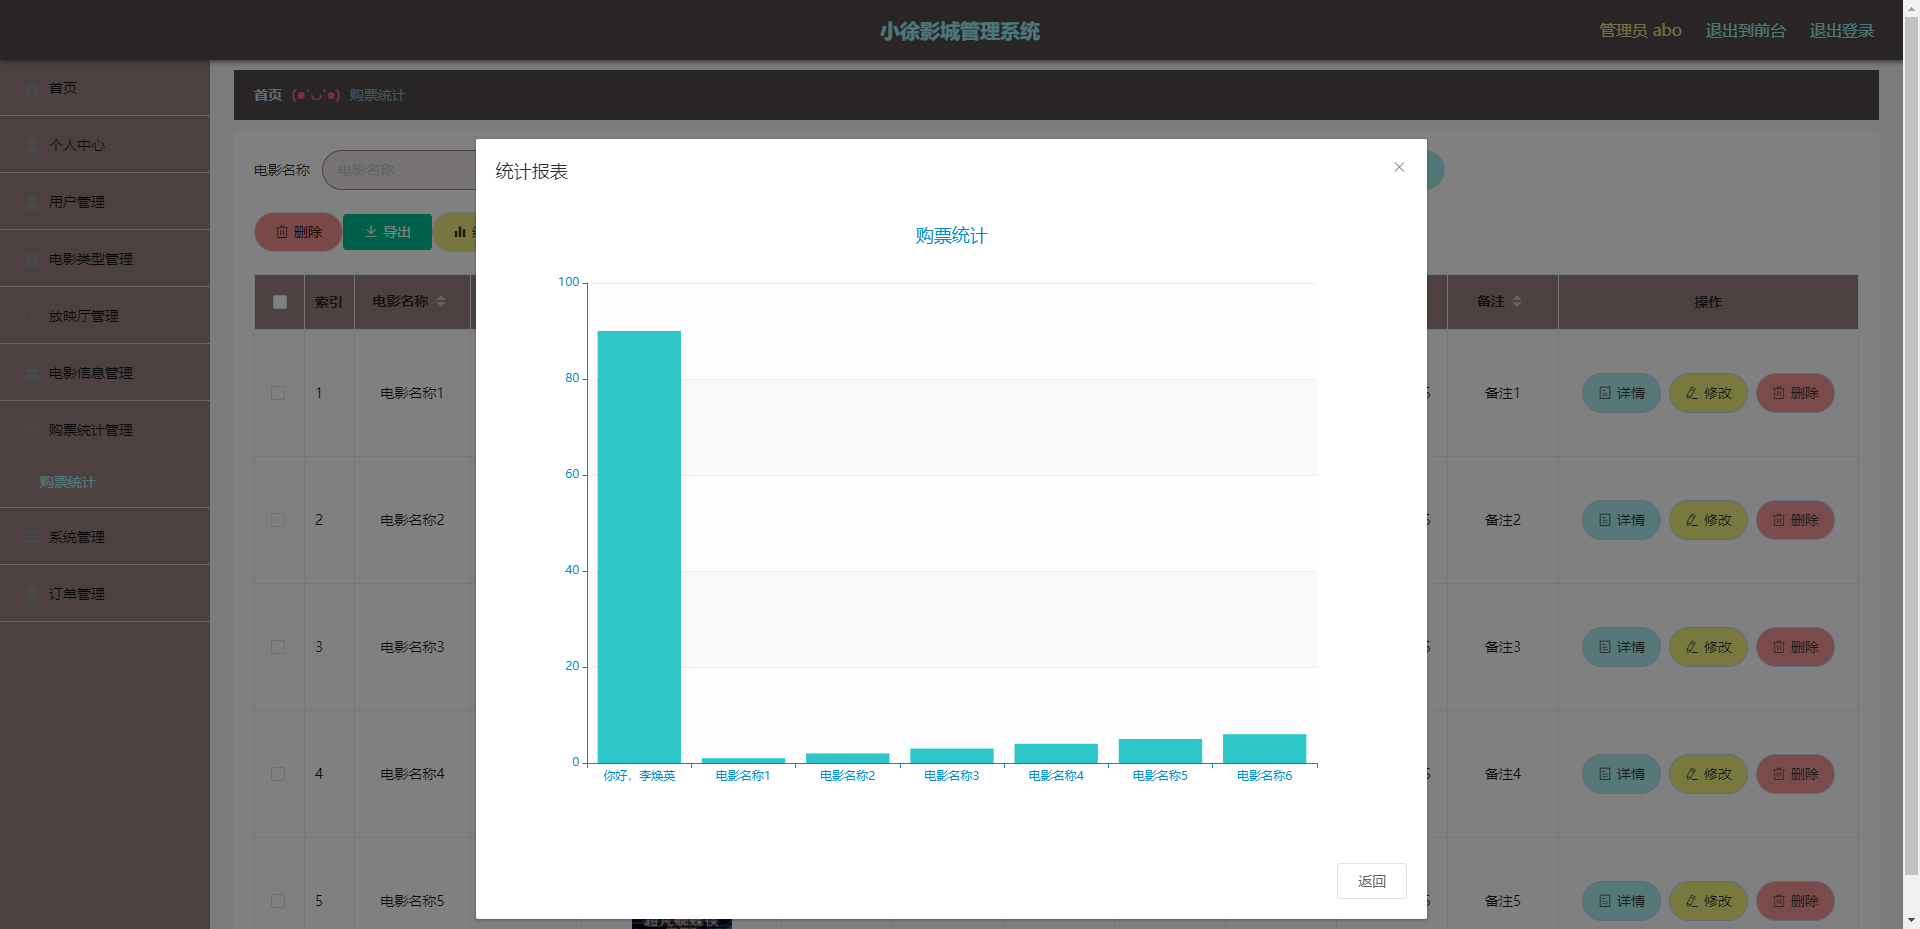 小徐影城管理系统
管理员 abo
退出到前台
退出登录
首页
个人中心
用户管理
电影类型管理
放映厅管理
电影信息管理
购票统计管理
购票统计
系统管理
订单管理
首页 (●'◡'●) 购票统计
电影名称
电影名称
删除
导出
索引
电影名称
备注
操作
1
电影名称1
5
备注1
详情
修改
删除
2
电影名称2
5
备注2
详情
修改
删除
3
电影名称3
5
备注3
详情
修改
删除
4
电影名称4
5
备注4
详情
修改
删除
5
电影名称5
5
备注5
详情
修改
删除
统计报表
购票统计
100
80
60
40
20
0
你好，李焕英
电影名称1
电影名称2
电影名称3
电影名称4
电影名称5
电影名称6
返回